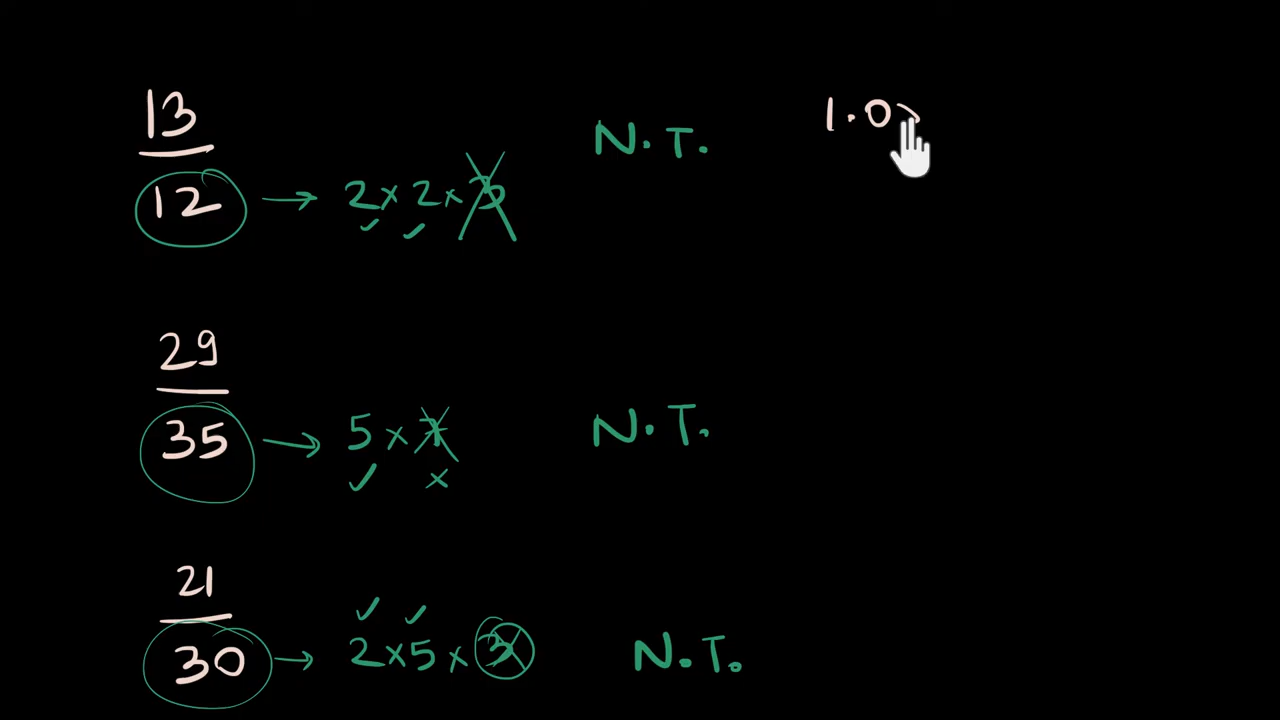 13
12 → 2 x 2 x 3 N.T. 1.0
29
35 → 5 x 7 N.T.
21
30 → 2 x 5 x 3 N.T.